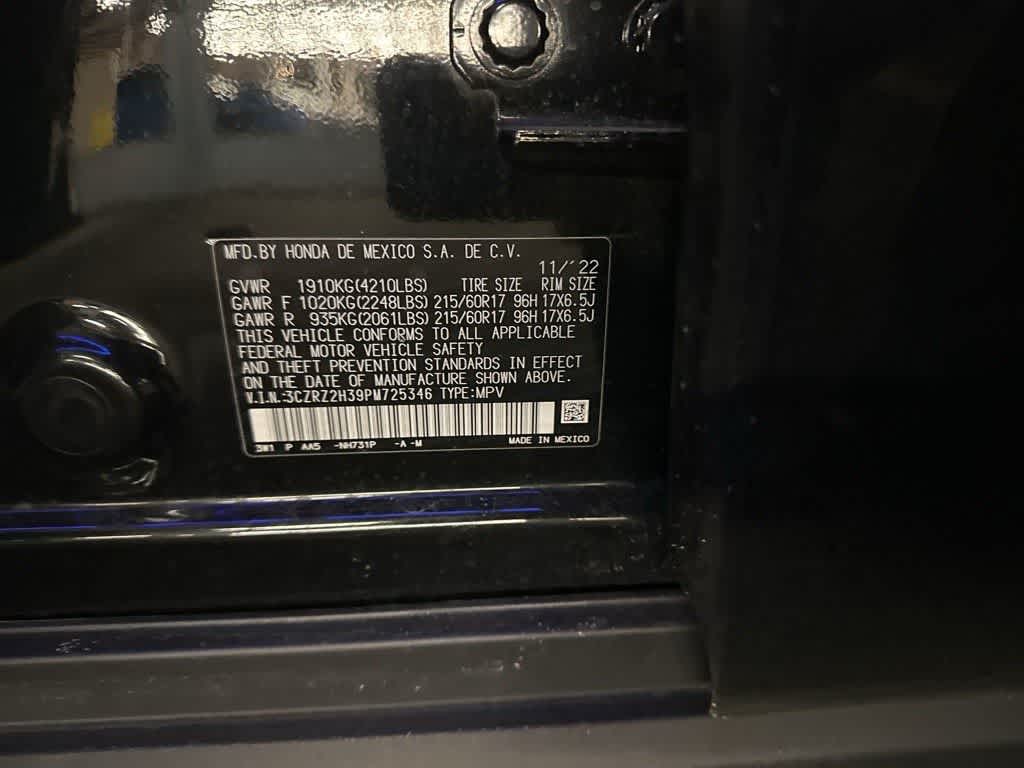 MFD.BY HONDA DE MEXICO S.A. DE C.V.
11/'22
GVWR 1910KG(4210LBS) TIRE SIZE RIM SIZE
GAWR F 1020KG(2248LBS) 215/60R17 96H 17X6.5J
GAWR R 935KG(2061LBS) 215/60R17 96H 17X6.5J
THIS VEHICLE CONFORMS TO ALL APPLICABLE
FEDERAL MOTOR VEHICLE SAFETY
AND THEFT PREVENTION STANDARDS IN EFFECT
ON THE DATE OF MANUFACTURE SHOWN ABOVE.
V.I.N.:3CZRZ2H39PM725346 TYPE:MPV
3W1 P AA5 -NH731P -A -M MADE IN MEXICO